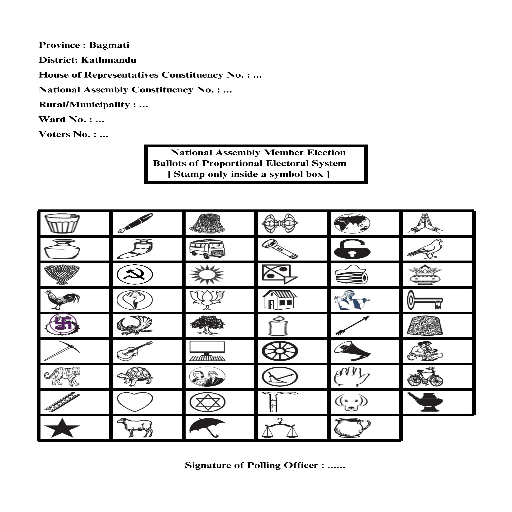 Province : Bagmati
District: Kathmandu
House of Representatives Constituency No. : ...
National Assembly Constituency No. : ...
Rural/Municipality : ...
Ward No. : ...
Voters No. : ...
National Assembly Member Election
Ballots of Proportional Electoral System
[ Stamp only inside a symbol box ]
Signature of Polling Officer : ......